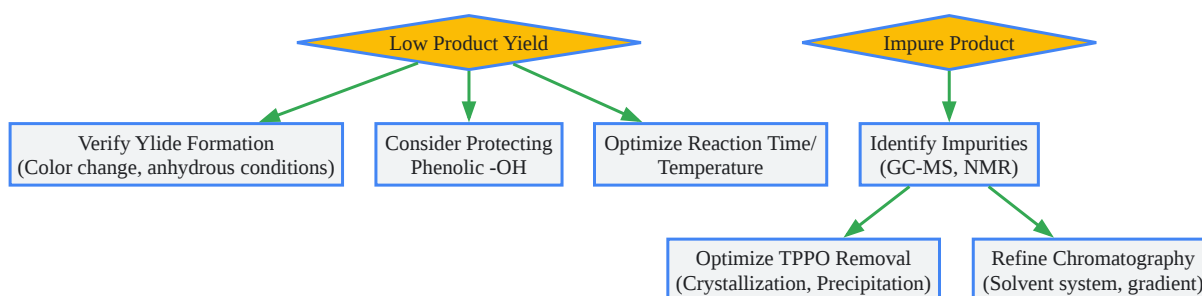 Low Product Yield
Impure Product
Verify Ylide Formation
(Color change, anhydrous conditions)
Consider Protecting
Phenolic -OH
Optimize Reaction Time/
Temperature
Identify Impurities
(GC-MS, NMR)
Optimize TPPO Removal
(Crystallization, Precipitation)
Refine Chromatography
(Solvent system, gradient)